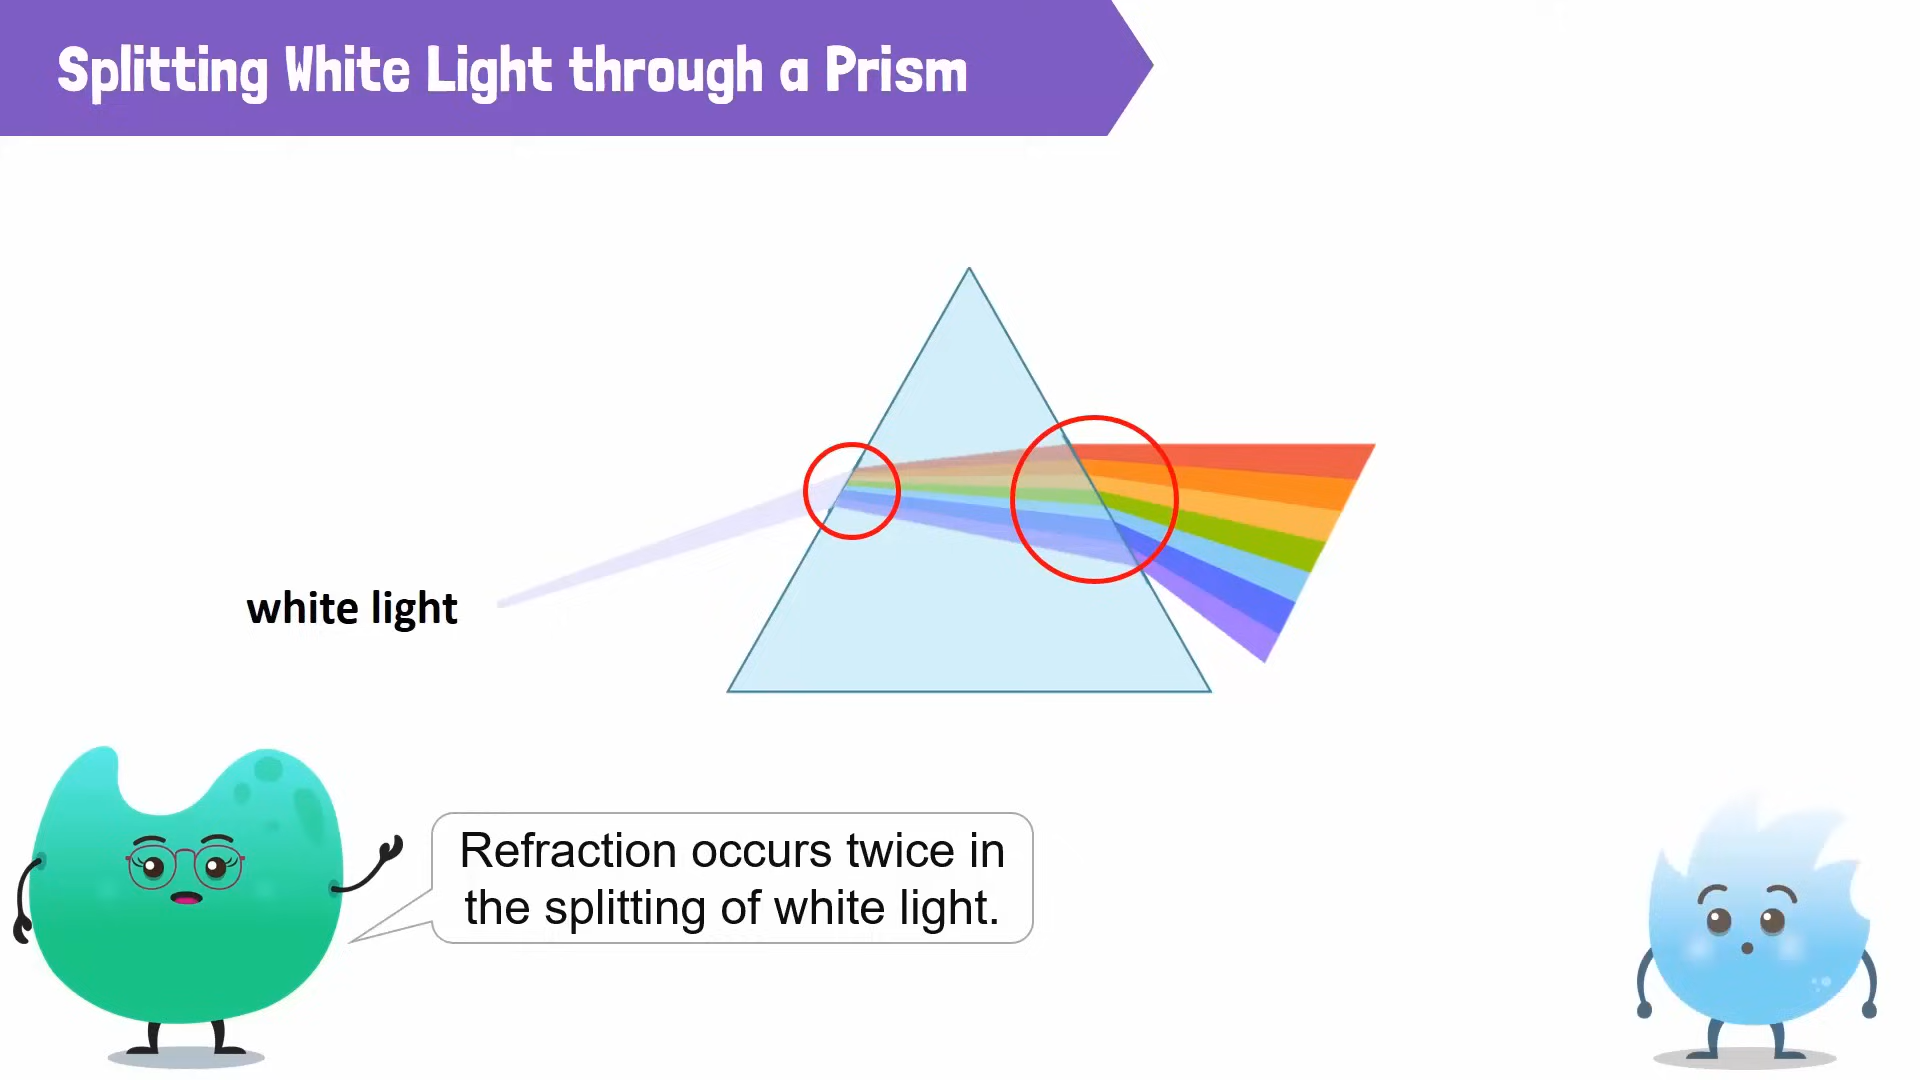 Splitting White Light through a Prism
white light
Refraction occurs twice in
the splitting of white light.